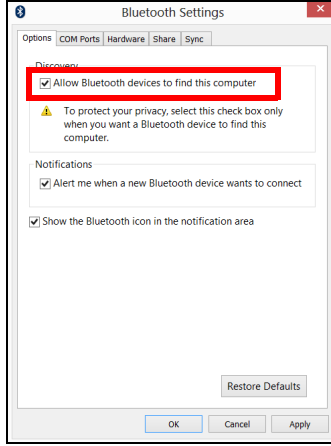 Bluetooth Settings
Options COM Ports Hardware Share Sync
Discovery
Allow Bluetooth devices to find this computer
To protect your privacy, select this check box only
when you want a Bluetooth device to find this
computer.
Notifications
Alert me when a new Bluetooth device wants to connect
Show the Bluetooth icon in the notification area
Restore Defaults
OK Cancel Apply